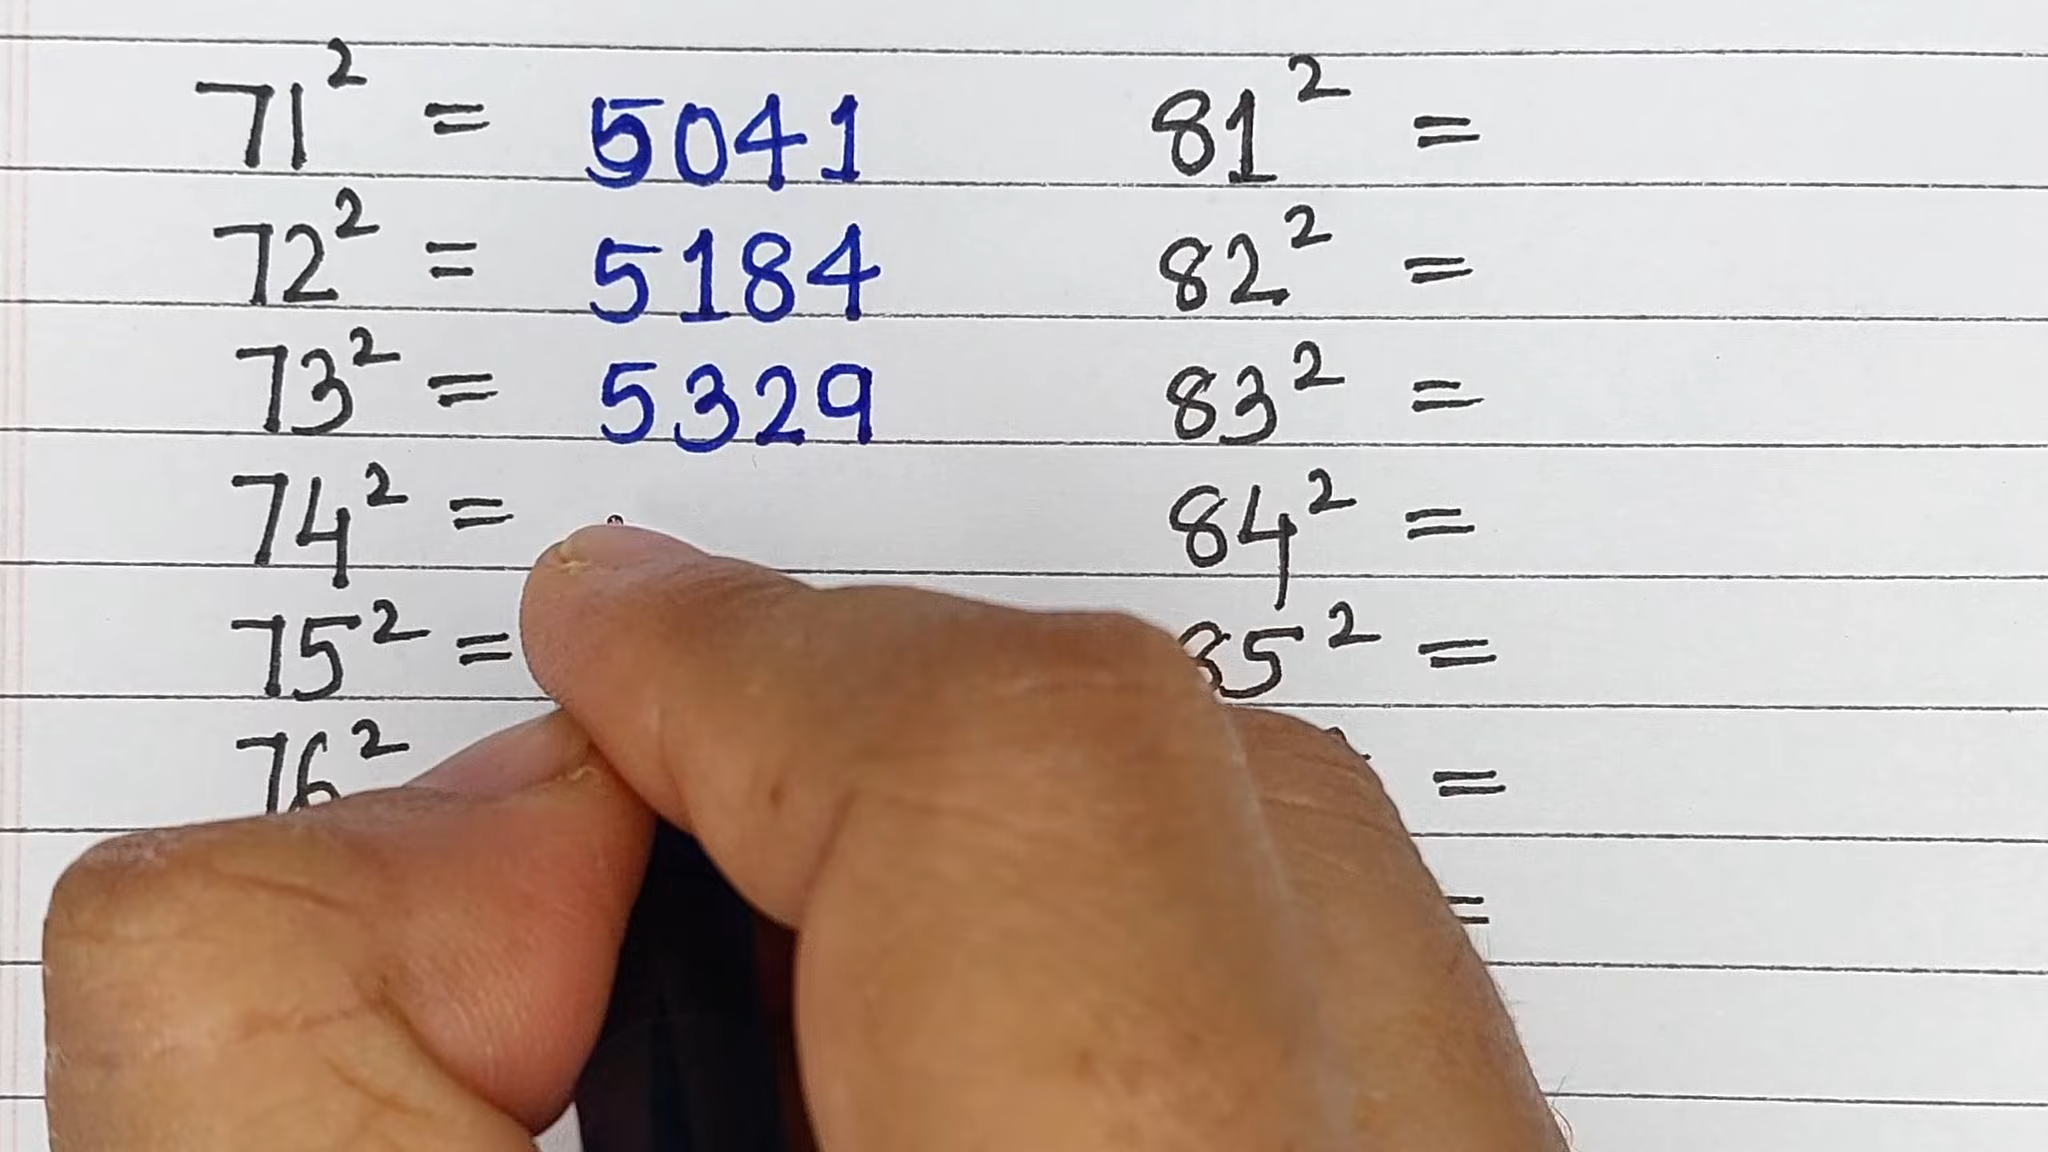 71² = 5041 81² =
72² = 5184 82² =
73² = 5329 83² =
74² = 84² =
75² = 85² =
76² =
=